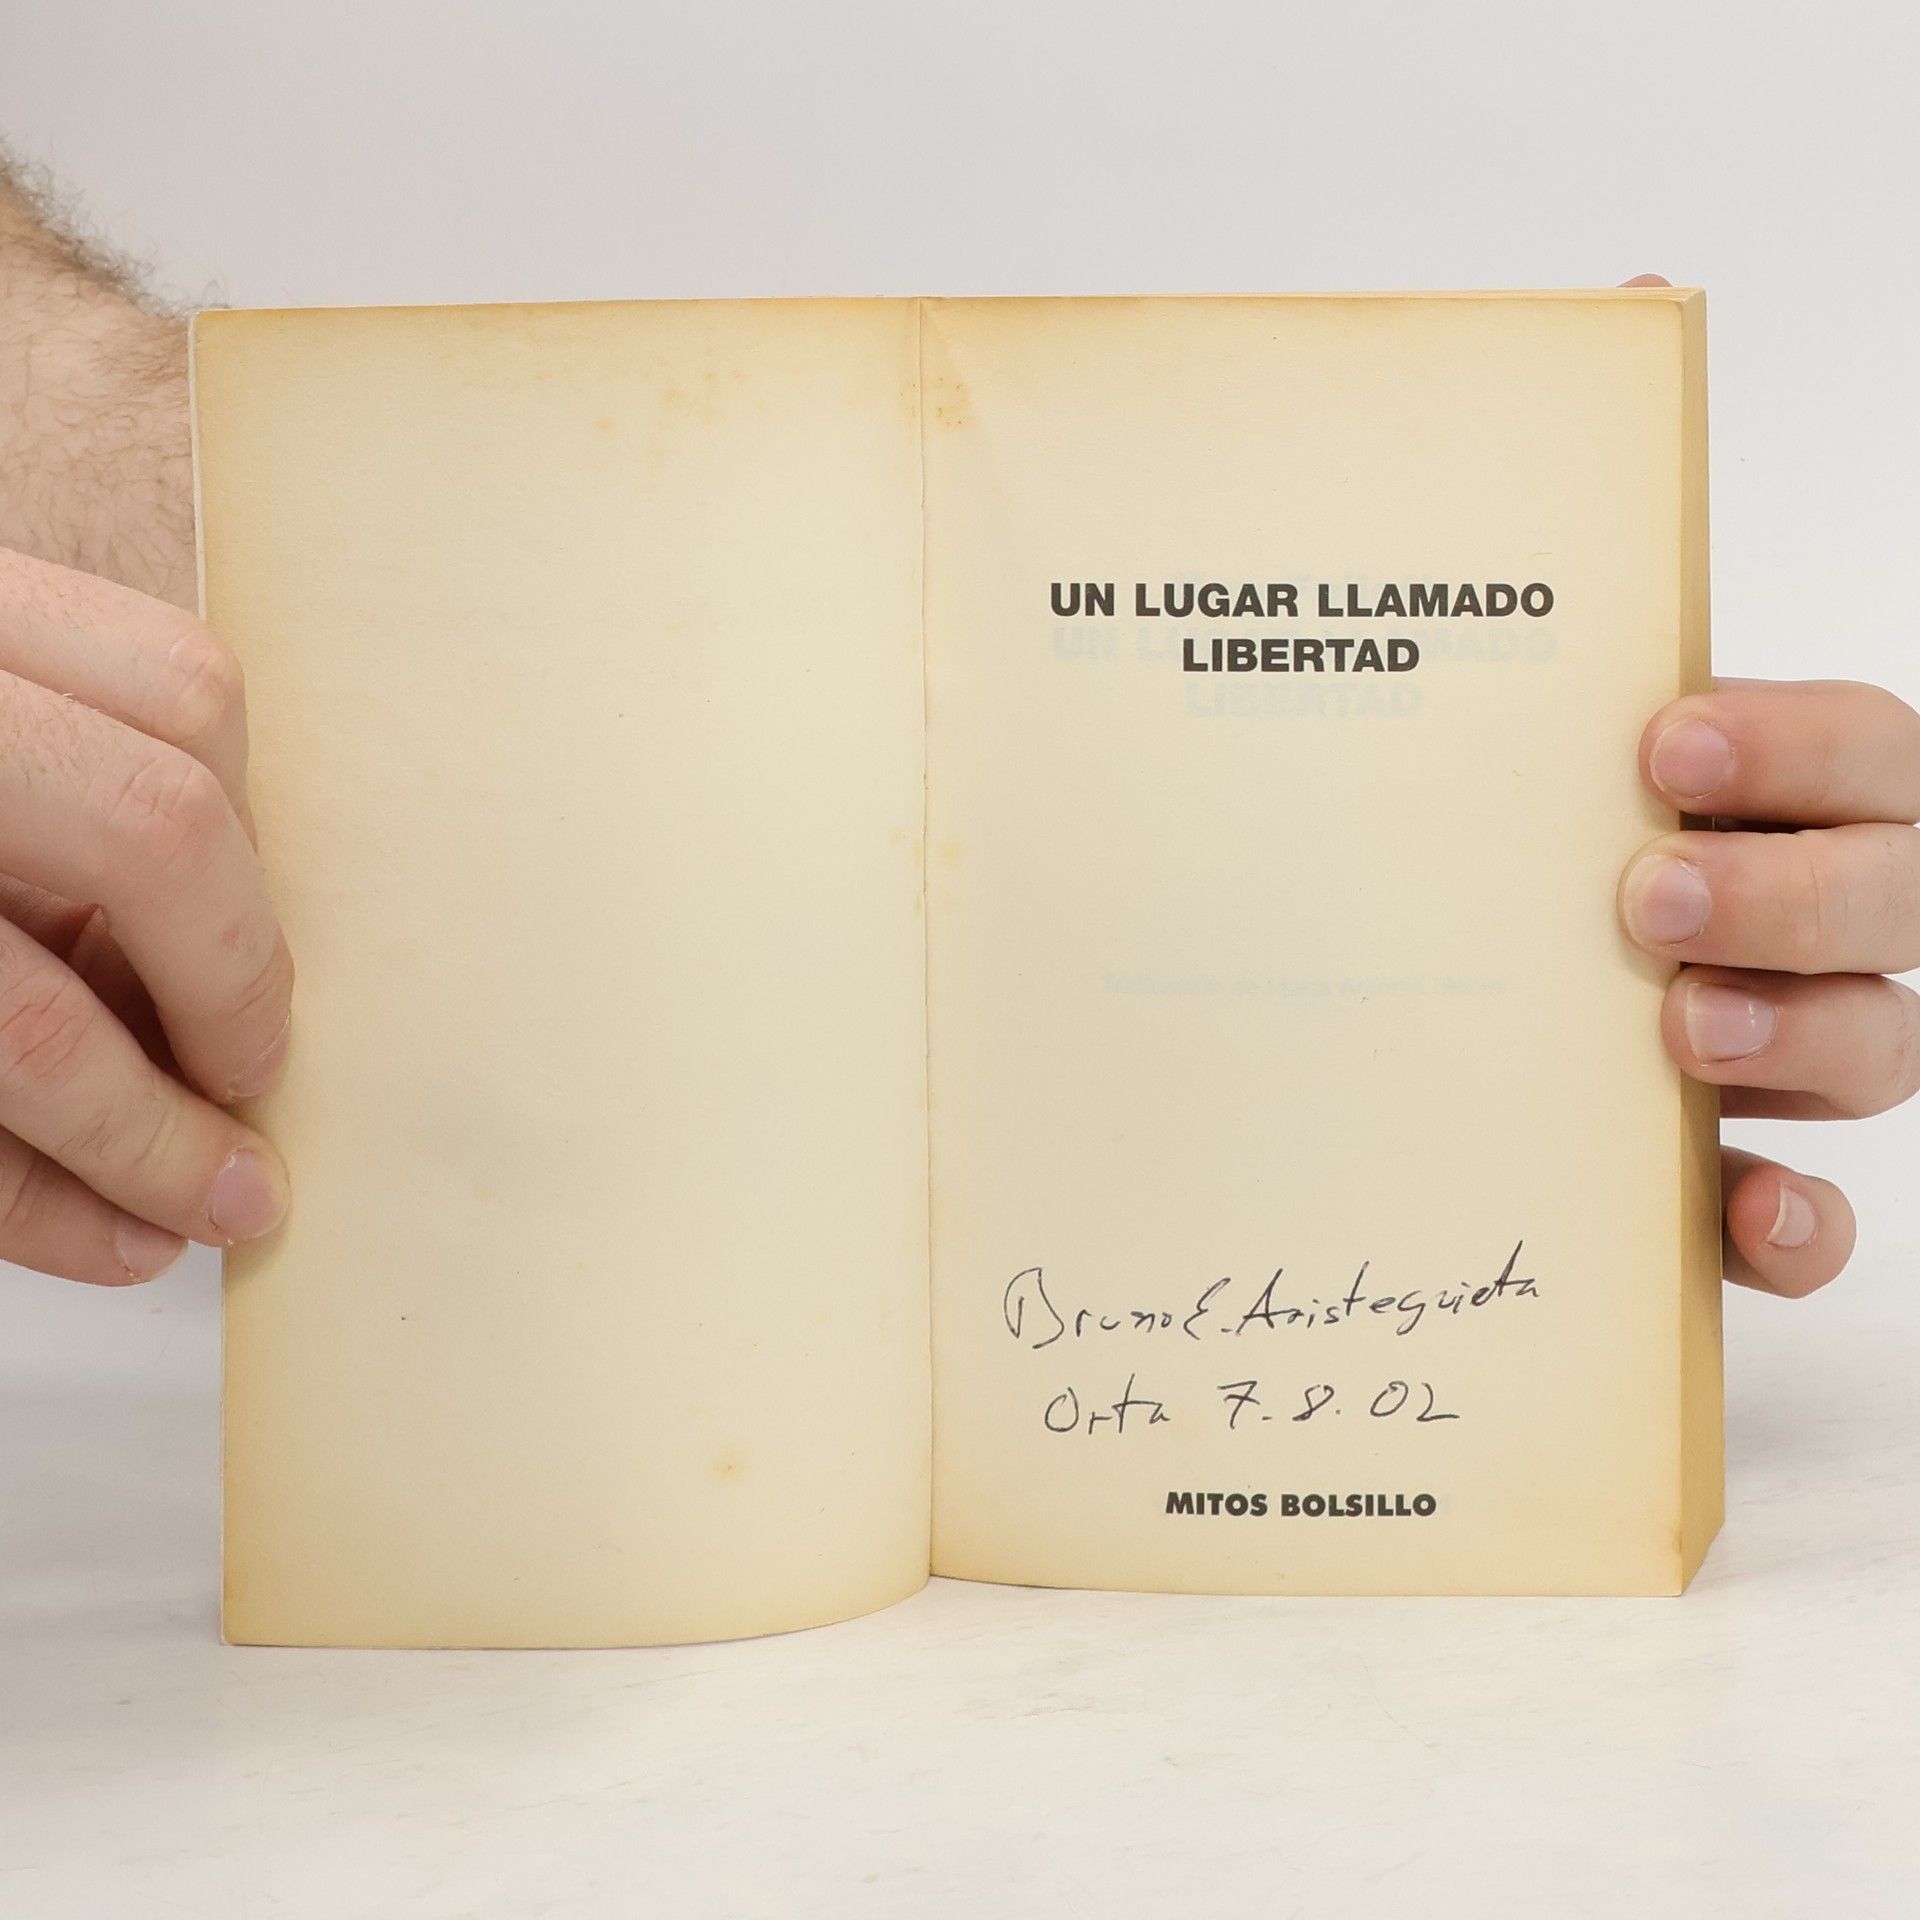 UN LUGAR LLAMADO
LIBERTAD
Bruno E. Aristeguieta
Orta 7.8.02
MITOS BOLSILLO